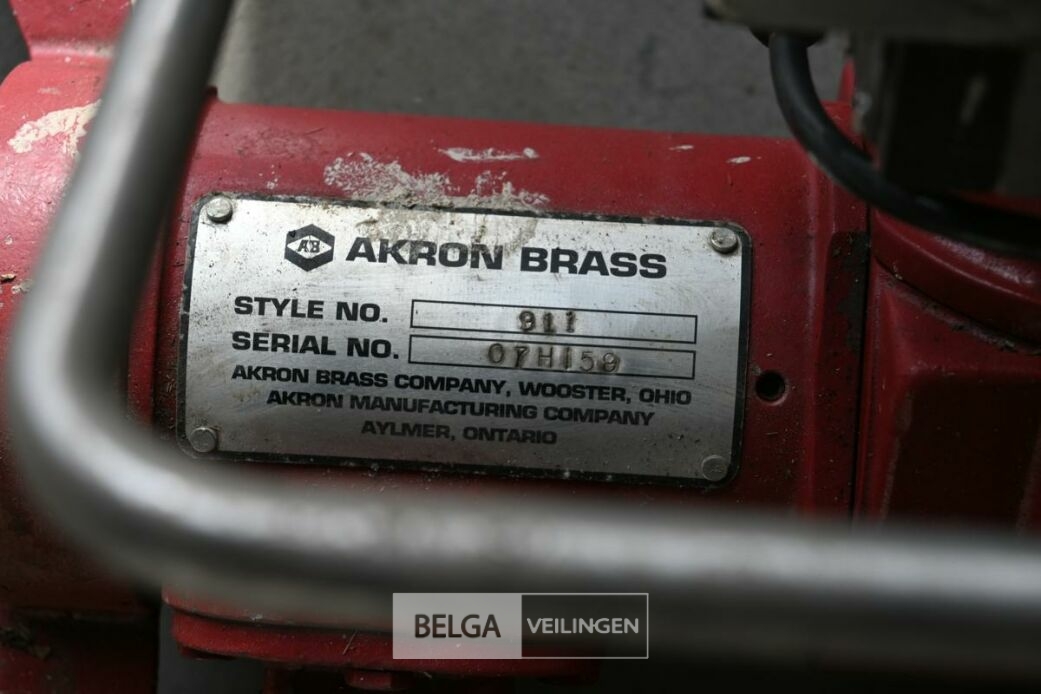 AB AKRON BRASS
STYLE NO. 911
SERIAL NO. 07H159
AKRON BRASS COMPANY, WOOSTER, OHIO
AKRON MANUFACTURING COMPANY
AYLMER, ONTARIO
BELGA VEILINGEN